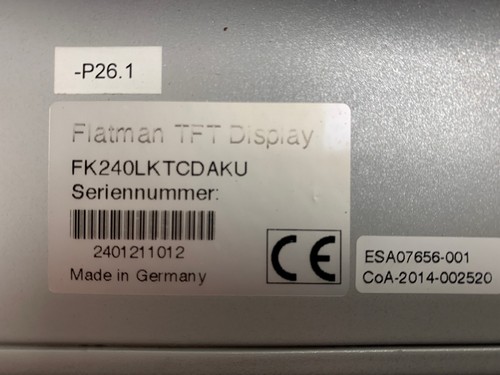 -P26.1
Flatman TFT Display
FK240LKTCDAKU
Seriennummer:
2401211012
Made in Germany
CE
ESA07656-001
CoA-2014-002520